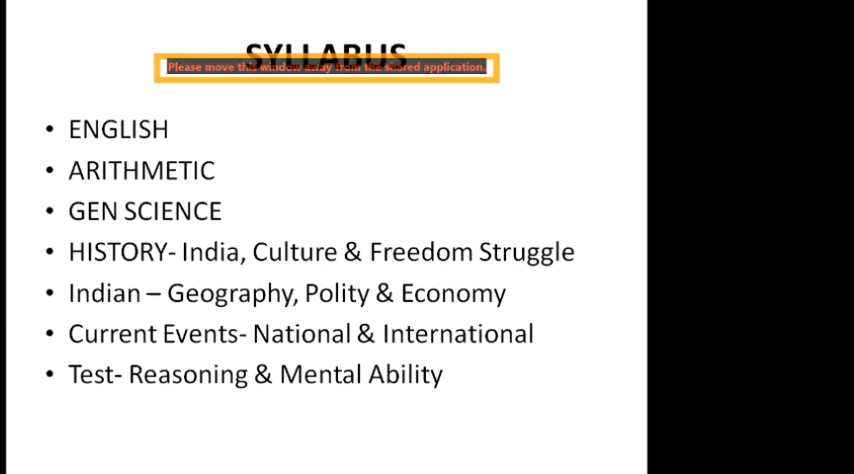 SYLLABUS
Please move this window away from the shared application.
• ENGLISH
• ARITHMETIC
• GEN SCIENCE
• HISTORY- India, Culture & Freedom Struggle
• Indian – Geography, Polity & Economy
• Current Events- National & International
• Test- Reasoning & Mental Ability